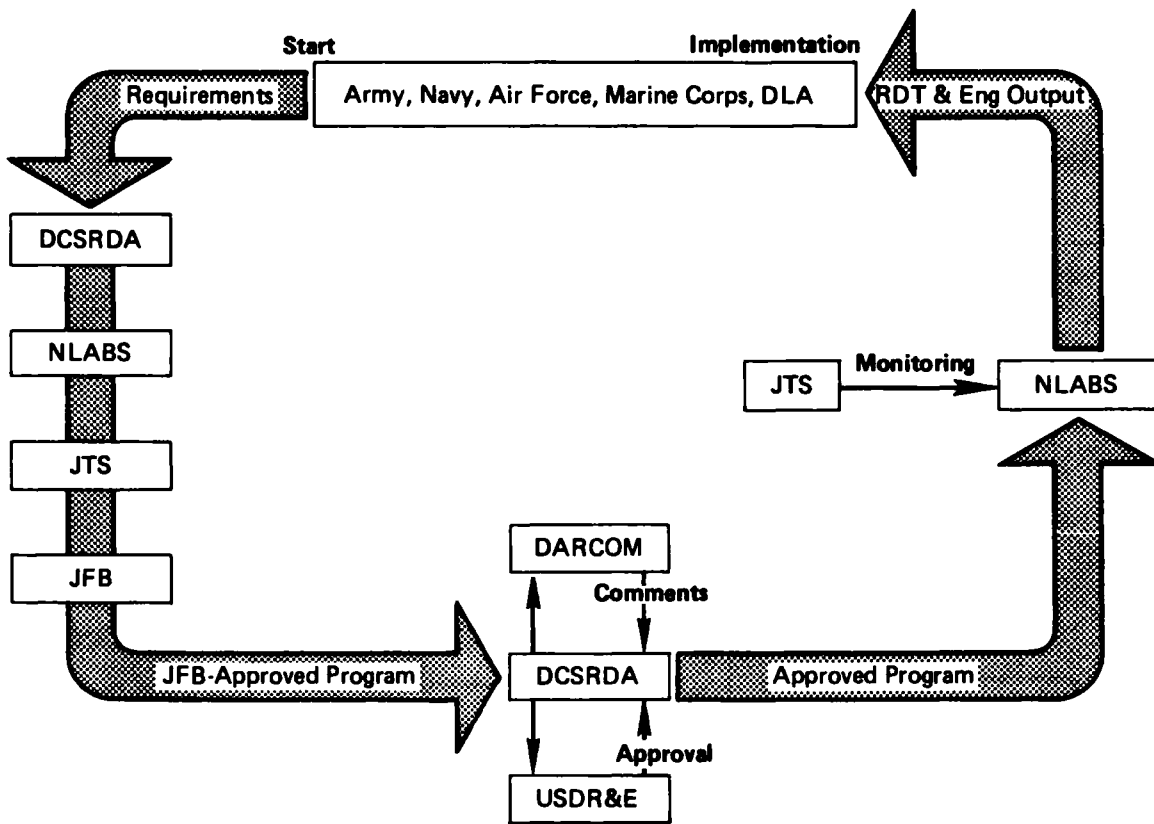 Start
Implementation
Requirements
Army, Navy, Air Force, Marine Corps, DLA
RDT & Eng Output
DCSRDA
NLABS
JTS
JFB
JFB-Approved Program
DARCOM
Comments
DCSRDA
Approval
USDR&E
Approved Program
JTS
Monitoring
NLABS